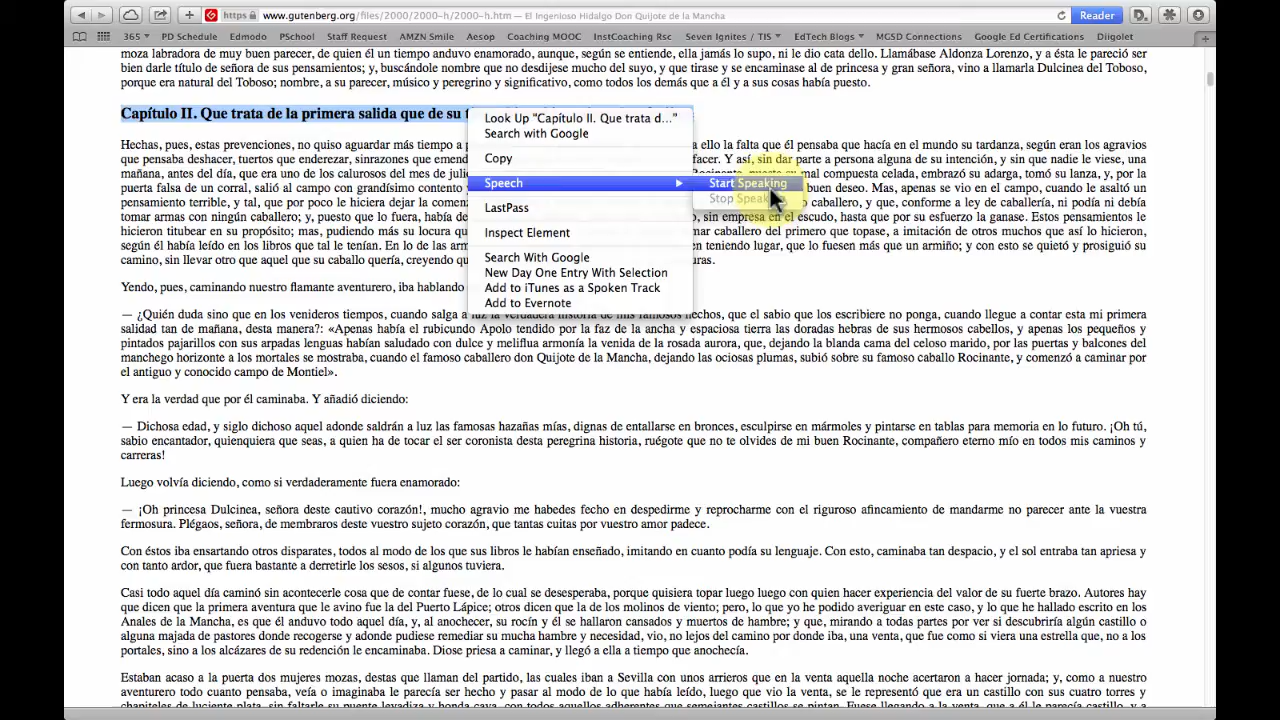 https www.gutenberg.org/files/2000/2000-h/2000-h.htm — El Ingenioso Hidalgo Don Quijote de la Mancha Reader D.
365 PD Schedule Edmodo PSchool Staff Request AMZN Smile Aesop Coaching MOOC InstCoaching Rsc Seven Ignites / TIS EdTech Blogs MGSD Connections Google Ed Certifications Diigolet
moza labradora de muy buen parecer, de quien él un tiempo anduvo enamorado, aunque, según se entiende, ella jamás lo supo, ni le dio cata dello. Llamábase Aldonza Lorenzo, y a ésta le pareció ser
bien darle título de señora de sus pensamientos; y, buscándole nombre que no desdijese mucho del suyo, y que tirase y se encaminase al de princesa y gran señora, vino a llamarla Dulcinea del Toboso,
porque era natural del Toboso; nombre, a su parecer, músico y peregrino y significativo, como todos los demás que a él y a sus cosas había puesto.
Capítulo II. Que trata de la primera salida que de su
Look Up "Capítulo II. Que trata d..."
Search with Google
Copy
Speech
Start Speaking
Stop Speak
LastPass
Inspect Element
Search With Google
New Day One Entry With Selection
Add to iTunes as a Spoken Track
Add to Evernote
Hechas, pues, estas prevenciones, no quiso aguardar más tiempo a ello la falta que él pensaba que hacía en el mundo su tardanza, según eran los agravios
que pensaba deshacer, tuertos que enderezar, sinrazones que emend facer. Y así, sin dar parte a persona alguna de su intención, y sin que nadie le viese, una
mañana, antes del día, que era uno de los calurosos del mes de julio puesta su mal compuesta celada, embrazó su adarga, tomó su lanza, y, por la
puerta falsa de un corral, salió al campo con grandísimo contento buen deseo. Mas, apenas se vio en el campo, cuando le asaltó un
pensamiento terrible, y tal, que por poco le hiciera dejar la comen caballero, y que, conforme a ley de caballería, ni podía ni debía
tomar armas con ningún caballero; y, puesto que lo fuera, había de , sin empresa en el escudo, hasta que por su esfuerzo la ganase. Estos pensamientos le
hicieron titubear en su propósito; mas, pudiendo más su locura qu mar caballero del primero que topase, a imitación de otros muchos que así lo hicieron,
según él había leído en los libros que tal le tenían. En lo de las arm en teniendo lugar, que lo fuesen más que un armiño; y con esto se quietó y prosiguió su
camino, sin llevar otro que aquel que su caballo quería, creyendo q turas.
Yendo, pues, caminando nuestro flamante aventurero, iba hablando
— ¿Quién duda sino que en los venideros tiempos, cuando salga a luz la verdadera historia de mis famosos hechos, que el sabio que los escribiere no ponga, cuando llegue a contar esta mi primera
salidad tan de mañana, desta manera?: «Apenas había el rubicundo Apolo tendido por la faz de la ancha y espaciosa tierra las doradas hebras de sus hermosos cabellos, y apenas los pequeños y
pintados pajarillos con sus arpadas lenguas habían saludado con dulce y meliflua armonía la venida de la rosada aurora, que, dejando la blanda cama del celoso marido, por las puertas y balcones del
manchego horizonte a los mortales se mostraba, cuando el famoso caballero don Quijote de la Mancha, dejando las ociosas plumas, subió sobre su famoso caballo Rocinante, y comenzó a caminar por
el antiguo y conocido campo de Montiel».
Y era la verdad que por él caminaba. Y añadió diciendo:
— Dichosa edad, y siglo dichoso aquel adonde saldrán a luz las famosas hazañas mías, dignas de entallarse en bronces, esculpirse en mármoles y pintarse en tablas para memoria en lo futuro. ¡Oh tú,
sabio encantador, quienquiera que seas, a quien ha de tocar el ser coronista desta peregrina historia, ruégote que no te olvides de mi buen Rocinante, compañero eterno mío en todos mis caminos y
carreras!
Luego volvía diciendo, como si verdaderamente fuera enamorado:
— ¡Oh princesa Dulcinea, señora deste cautivo corazón!, mucho agravio me habedes fecho en despedirme y reprocharme con el riguroso afincamiento de mandarme no parecer ante la vuestra
fermosura. Plégaos, señora, de membraros deste vuestro sujeto corazón, que tantas cuitas por vuestro amor padece.
Con éstos iba ensartando otros disparates, todos al modo de los que sus libros le habían enseñado, imitando en cuanto podía su lenguaje. Con esto, caminaba tan despacio, y el sol entraba tan apriesa y
con tanto ardor, que fuera bastante a derretirle los sesos, si algunos tuviera.
Casi todo aquel día caminó sin acontecerle cosa que de contar fuese, de lo cual se desesperaba, porque quisiera topar luego luego con quien hacer experiencia del valor de su fuerte brazo. Autores hay
que dicen que la primera aventura que le avino fue la del Puerto Lápice; otros dicen que la de los molinos de viento; pero, lo que yo he podido averiguar en este caso, y lo que he hallado escrito en los
Anales de la Mancha, es que él anduvo todo aquel día, y, al anochecer, su rocín y él se hallaron cansados y muertos de hambre; y que, mirando a todas partes por ver si descubriría algún castillo o
alguna majada de pastores donde recogerse y adonde pudiese remediar su mucha hambre y necesidad, vio, no lejos del camino por donde iba, una venta, que fue como si viera una estrella que, no a los
portales, sino a los alcázares de su redención le encaminaba. Diose priesa a caminar, y llegó a ella a tiempo que anochecía.
Estaban acaso a la puerta dos mujeres mozas, destas que llaman del partido, las cuales iban a Sevilla con unos arrieros que en la venta aquella noche acertaron a hacer jornada; y, como a nuestro
aventurero todo cuanto pensaba, veía o imaginaba le parecía ser hecho y pasar al modo de lo que había leído, luego que vio la venta, se le representó que era un castillo con sus cuatro torres y
chapiteles de luciente plata, sin faltarle su puente levadiza y honda cava, con todos aquellos adherentes que semejantes castillos se pintan. Fuese llegando a la venta, que a él le parecía castillo, y a